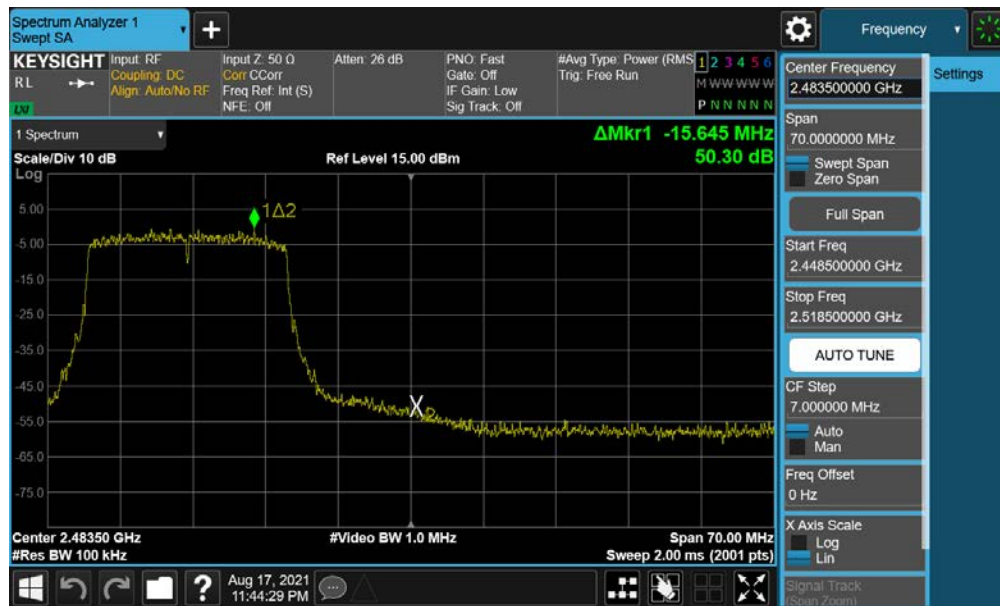 Spectrum Analyzer 1
Swept SA
+
Frequency
KEYSIGHT
RL
LXI
Input: RF
Coupling: DC
Align: Auto/No RF
Input Z: 50 Ω
Corr CCorr
Freq Ref: Int (S)
NFE: Off
Atten: 26 dB
PNO: Fast
Gate: Off
IF Gain: Low
Sig Track: Off
#Avg Type: Power (RMS
Trig: Free Run
1 2 3 4 5 6
M W W W W W
P N N N N N
1 Spectrum
ΔMkr1 -15.645 MHz
50.30 dB
Scale/Div 10 dB
Ref Level 15.00 dBm
Log
5.00
-5.00
-15.0
-25.0
-35.0
-45.0
-55.0
-65.0
-75.0
1Δ2
X2
Center 2.48350 GHz
#Video BW 1.0 MHz
Span 70.00 MHz
#Res BW 100 kHz
Sweep 2.00 ms (2001 pts)
Center Frequency
2.483500000 GHz
Settings
Span
70.0000000 MHz
Swept Span
Zero Span
Full Span
Start Freq
2.448500000 GHz
Stop Freq
2.518500000 GHz
AUTO TUNE
CF Step
7.000000 MHz
Auto
Man
Freq Offset
0 Hz
X Axis Scale
Log
Lin
Signal Track
(Span Zoom)
?
Aug 17, 2021
11:44:29 PM